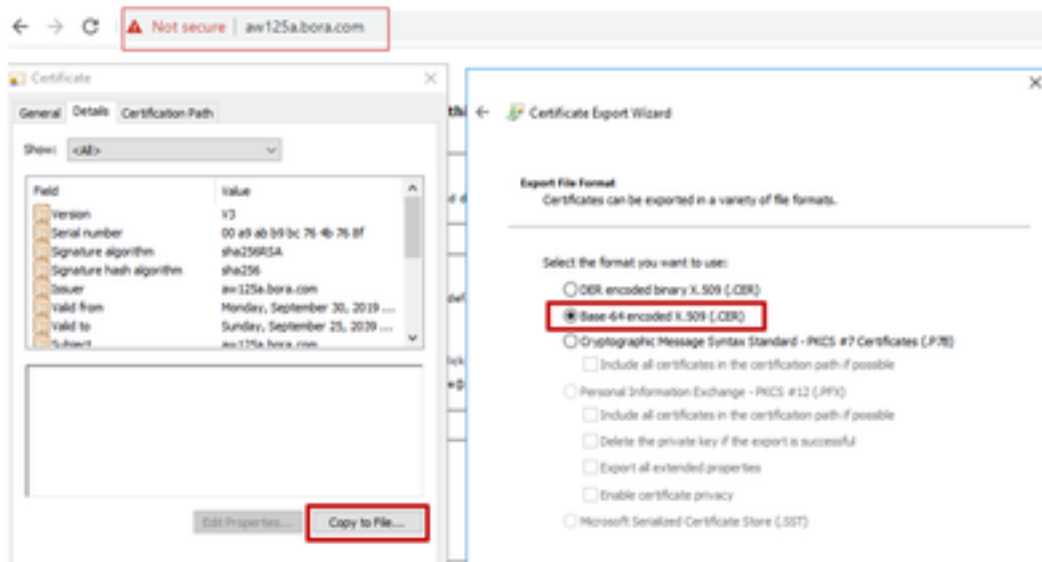 Not secure | aw125a.bora.com
Certificate
General Details Certification Path
Show: <All>
Field Value
Version V3
Serial number 00 a9 ab b9 bc 76 4b 76 8f
Signature algorithm sha256RSA
Signature hash algorithm sha256
Issuer aw125a.bora.com
Valid from Monday, September 30, 2019 ...
Valid to Sunday, September 25, 2039 ...
Subject aw125a.bora.com
Edit Properties...
Copy to File...
Certificate Export Wizard
Export File Format
Certificates can be exported in a variety of file formats.
Select the format you want to use:
DER encoded binary X.509 (.CER)
Base-64 encoded X.509 (.CER)
Cryptographic Message Syntax Standard - PKCS #7 Certificates (.P7B)
Include all certificates in the certification path if possible
Personal Information Exchange - PKCS #12 (.PFX)
Include all certificates in the certification path if possible
Delete the private key if the export is successful
Export all extended properties
Enable certificate privacy
Microsoft Serialized Certificate Store (.SST)